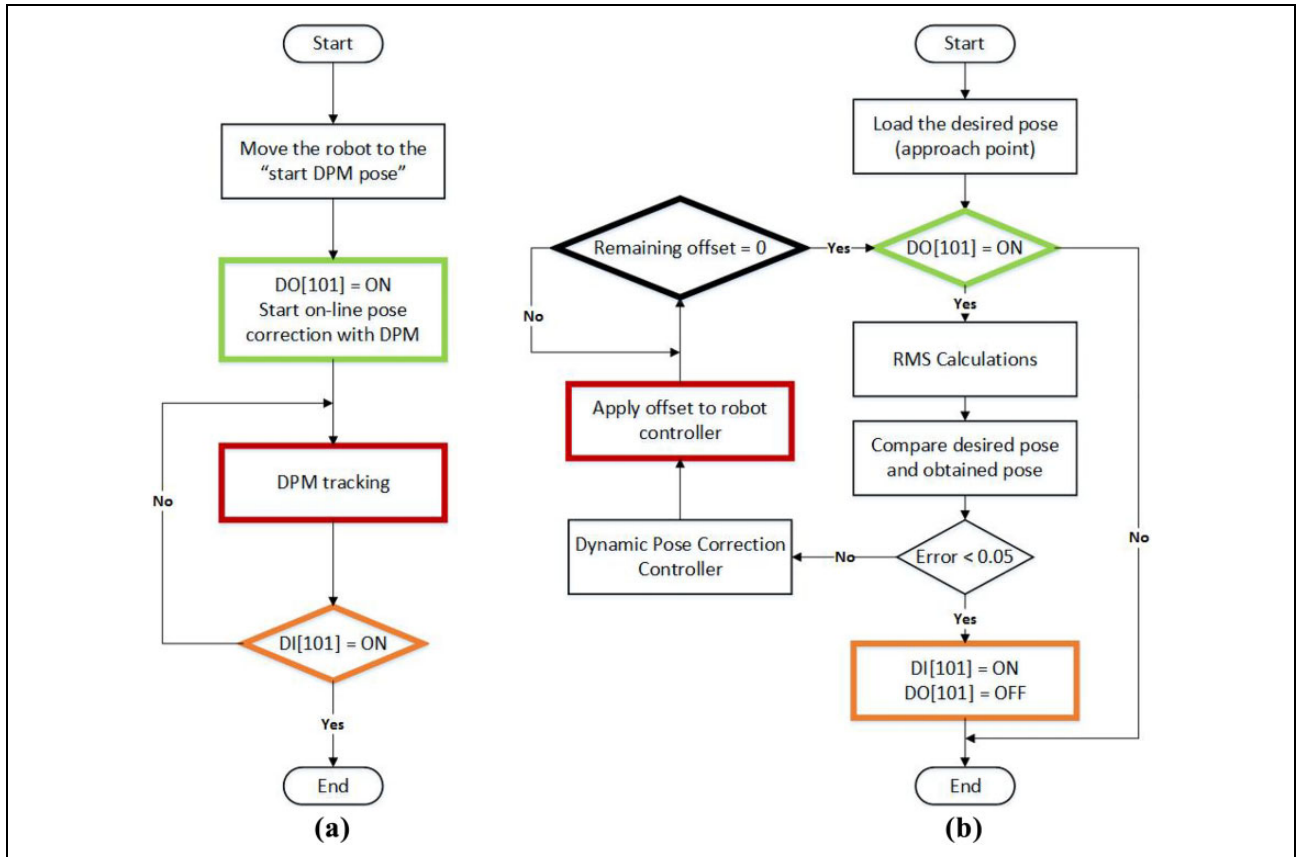 Start
Move the robot to the
“start DPM pose”
DO[101] = ON
Start on-line pose
correction with DPM
DPM tracking
No
DI[101] = ON
Yes
End
(a)
Start
Load the desired pose
(approach point)
Remaining offset = 0
Yes
DO[101] = ON
No
Yes
RMS Calculations
Apply offset to robot
controller
Compare desired pose
and obtained pose
Dynamic Pose Correction
Controller
No
Error < 0.05
No
Yes
DI[101] = ON
DO[101] = OFF
End
(b)